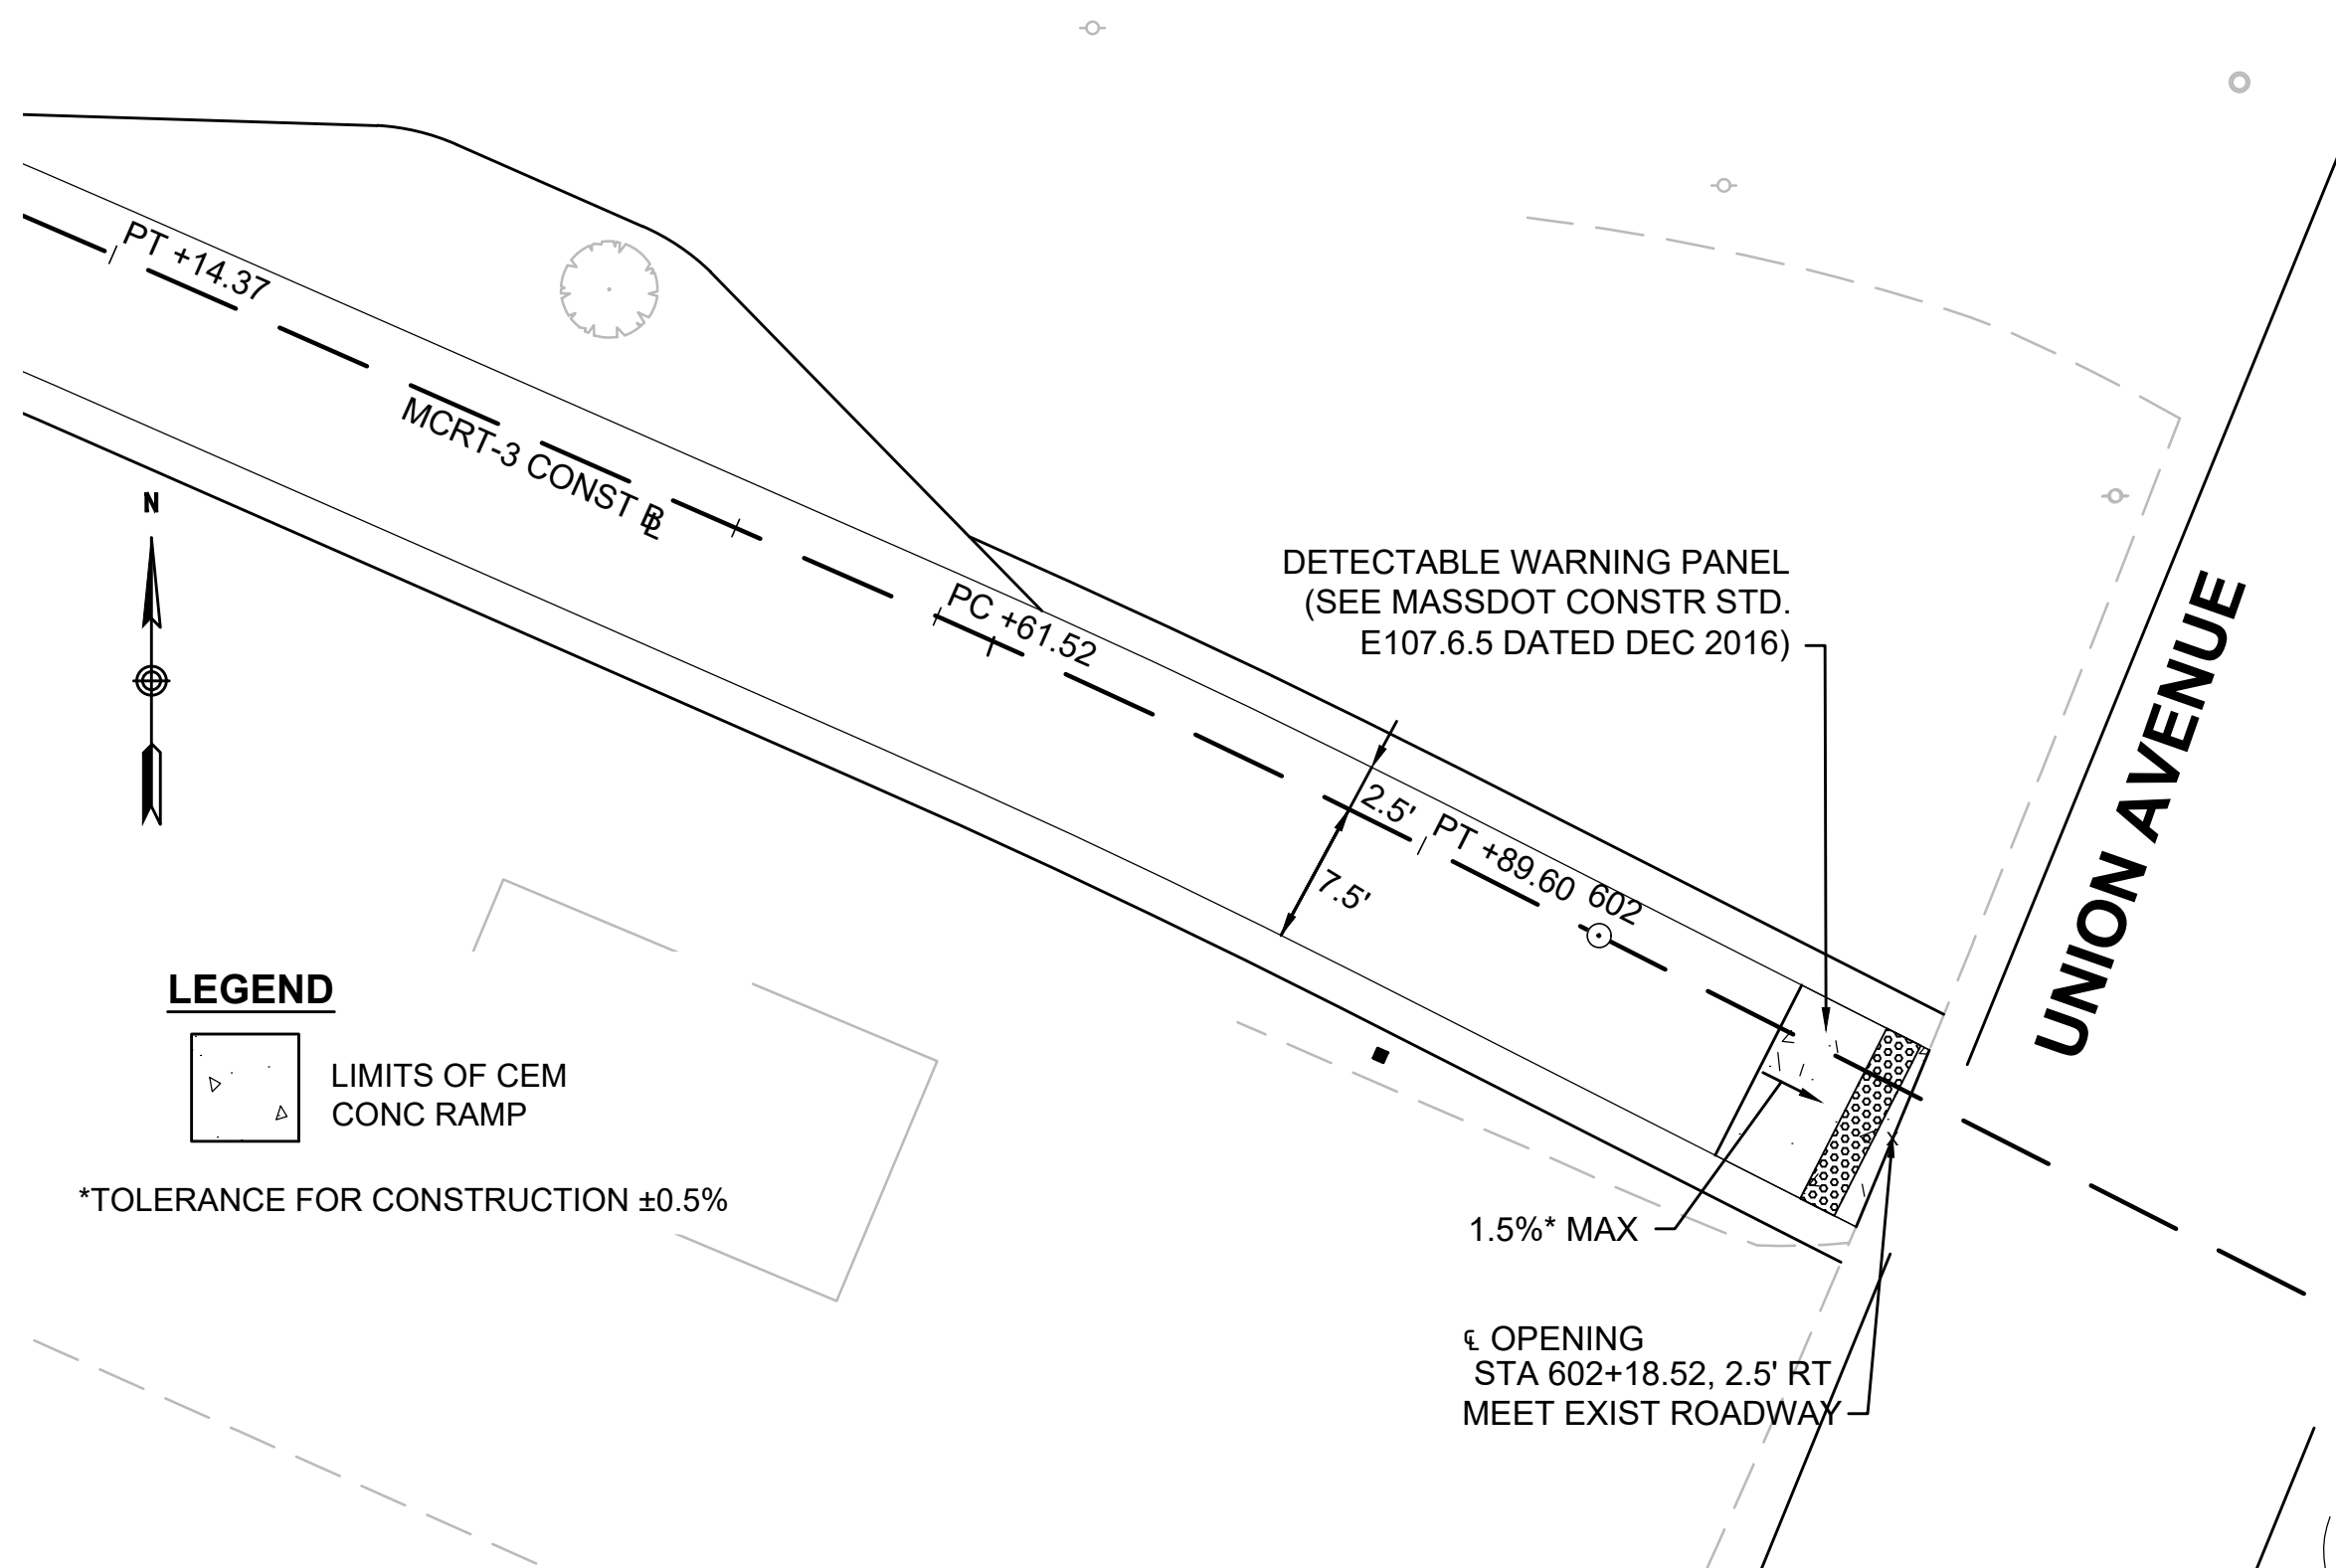 PT +14.37
MCRT-3 CONST ℄
N
PC +61.52
DETECTABLE WARNING PANEL
(SEE MASSDOT CONSTR STD.
E107.6.5 DATED DEC 2016)
UNION AVENUE
2.5'
PT +89.60
602
7.5'
LEGEND
LIMITS OF CEM
CONC RAMP
*TOLERANCE FOR CONSTRUCTION ±0.5%
1.5%* MAX
℄ OPENING
STA 602+18.52, 2.5' RT
MEET EXIST ROADWAY